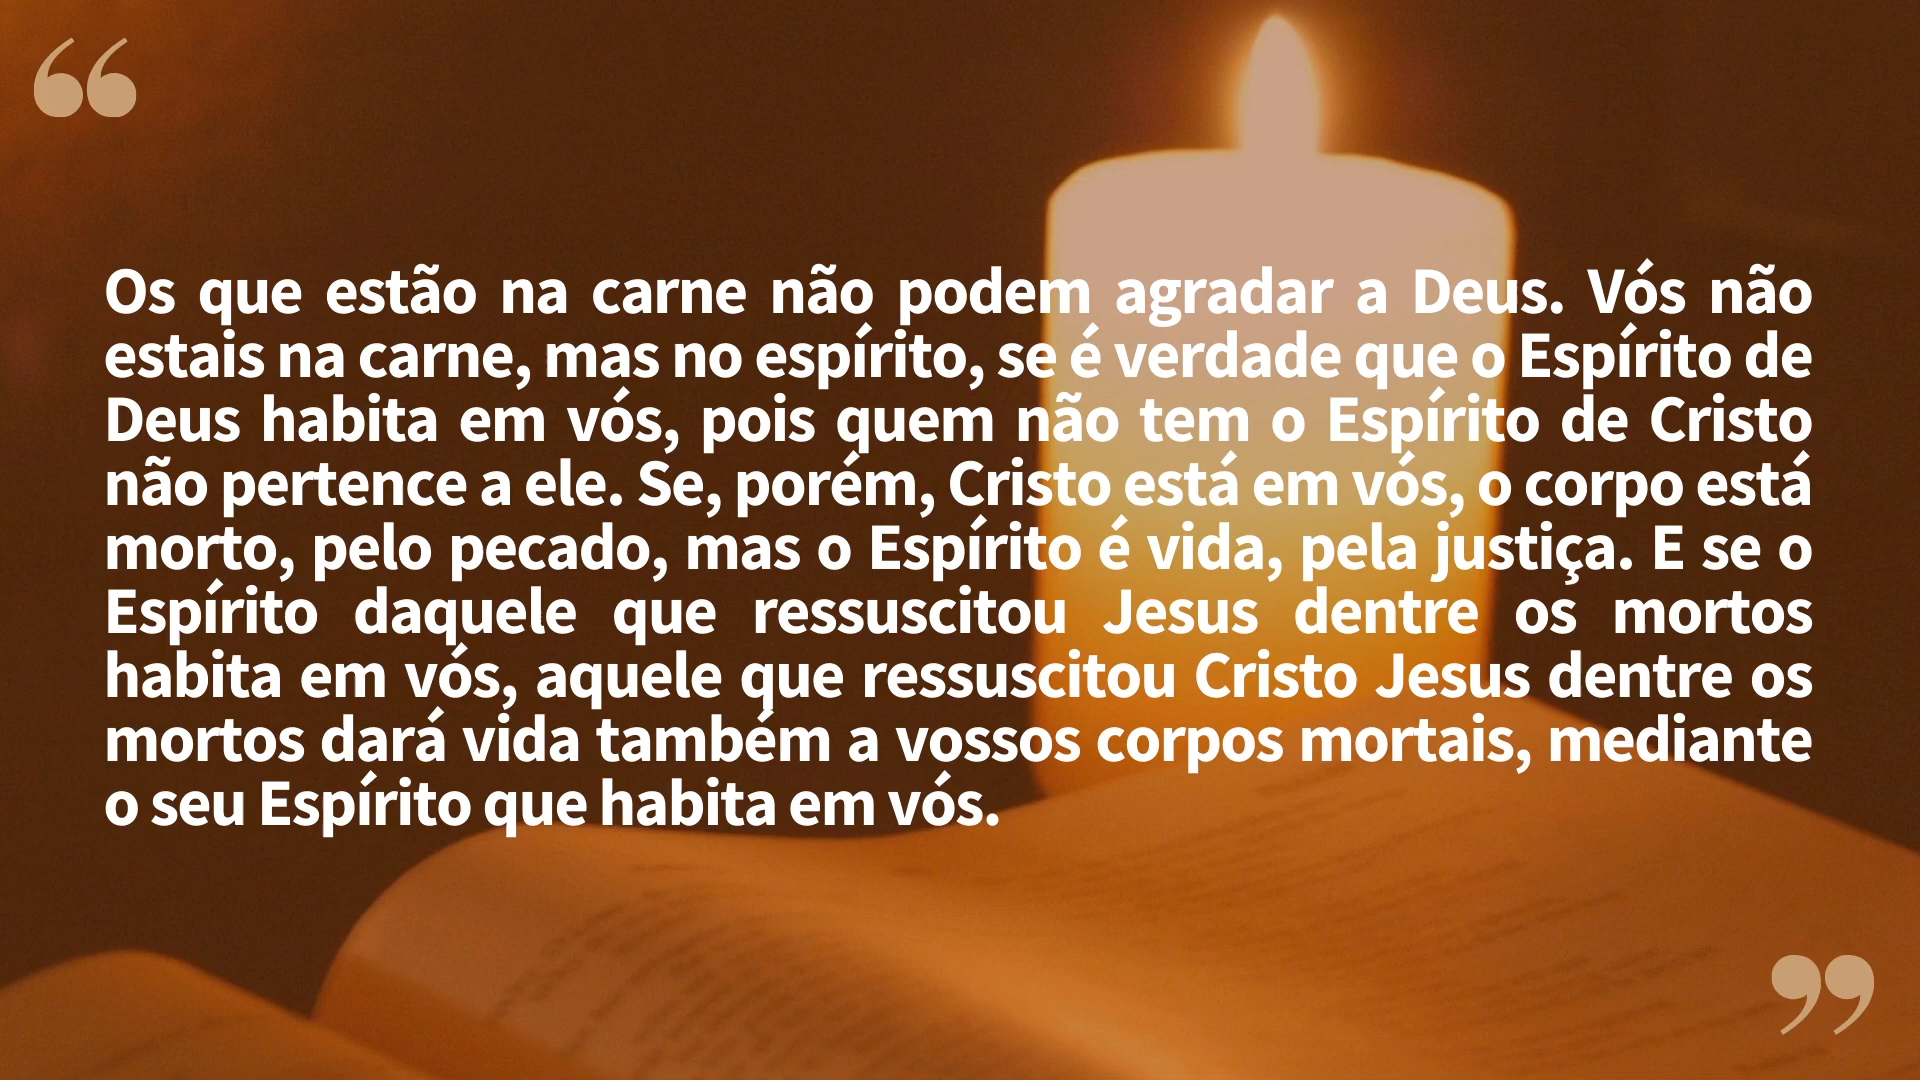 Os que estão na carne não podem agradar a Deus. Vós não
estais na carne, mas no espírito, se é verdade que o Espírito de
Deus habita em vós, pois quem não tem o Espírito de Cristo
não pertence a ele. Se, porém, Cristo está em vós, o corpo está
morto, pelo pecado, mas o Espírito é vida, pela justiça. E se o
Espírito daquele que ressuscitou Jesus dentre os mortos
habita em vós, aquele que ressuscitou Cristo Jesus dentre os
mortos dará vida também a vossos corpos mortais, mediante
o seu Espírito que habita em vós.